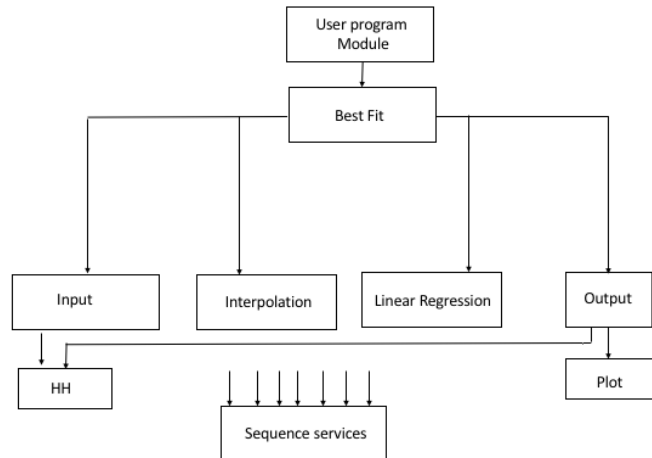 User program
Module
Best Fit
Input
Interpolation
Linear Regression
Output
HH
Plot
Sequence services